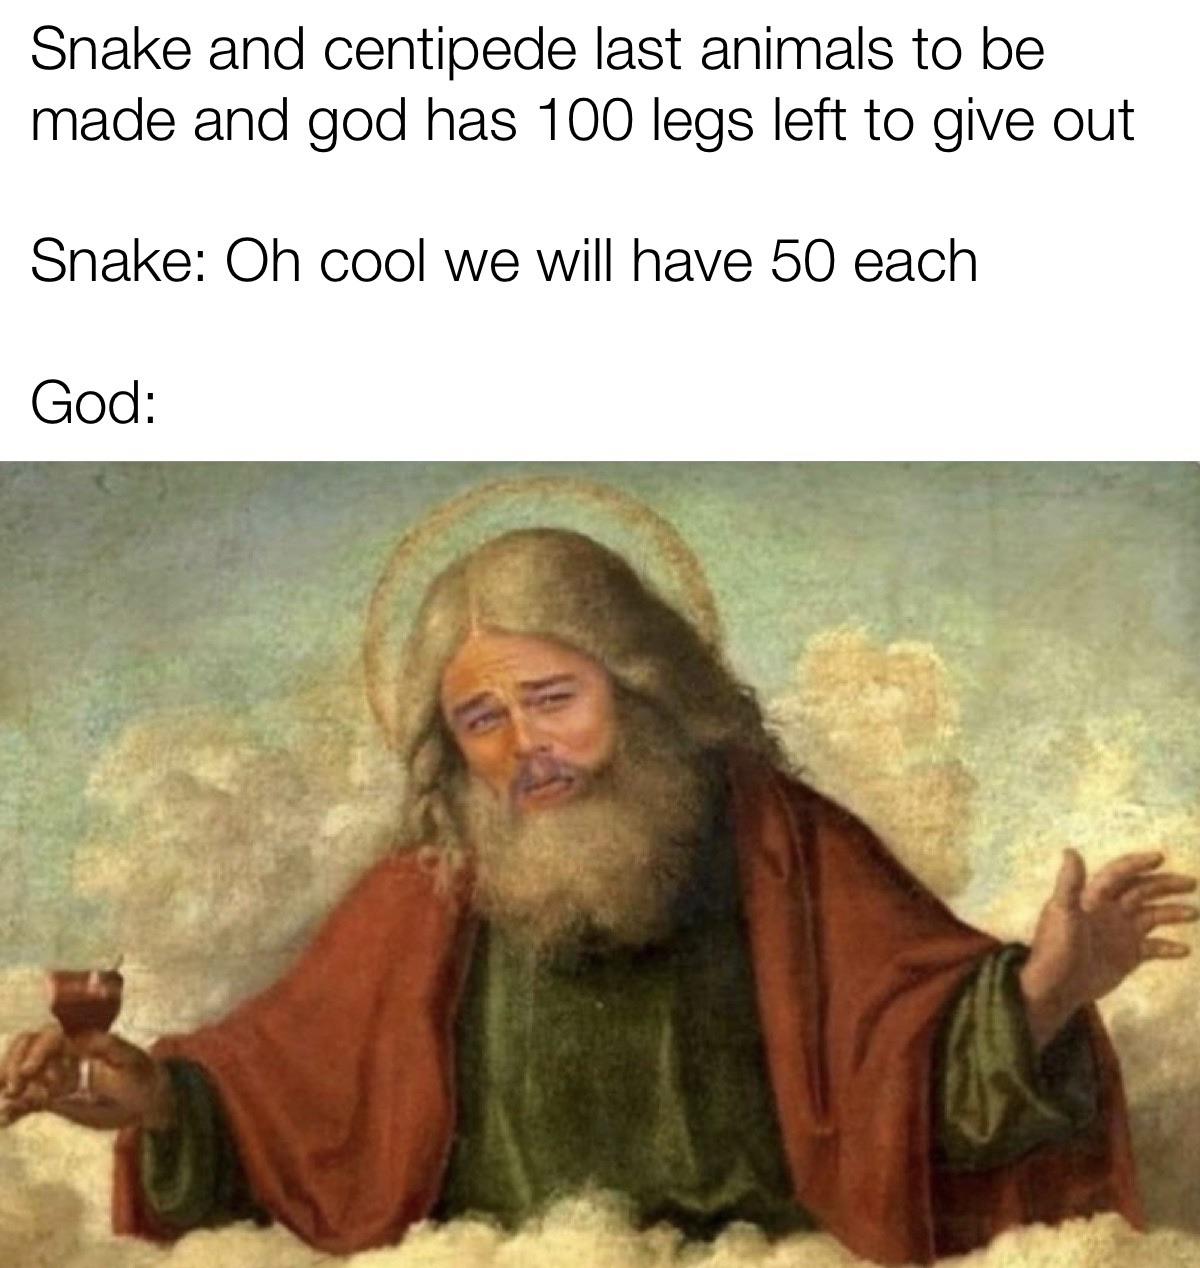 Snake and centipede last animals to be
made and god has 100 legs left to give out
Snake: Oh cool we will have 50 each
God: